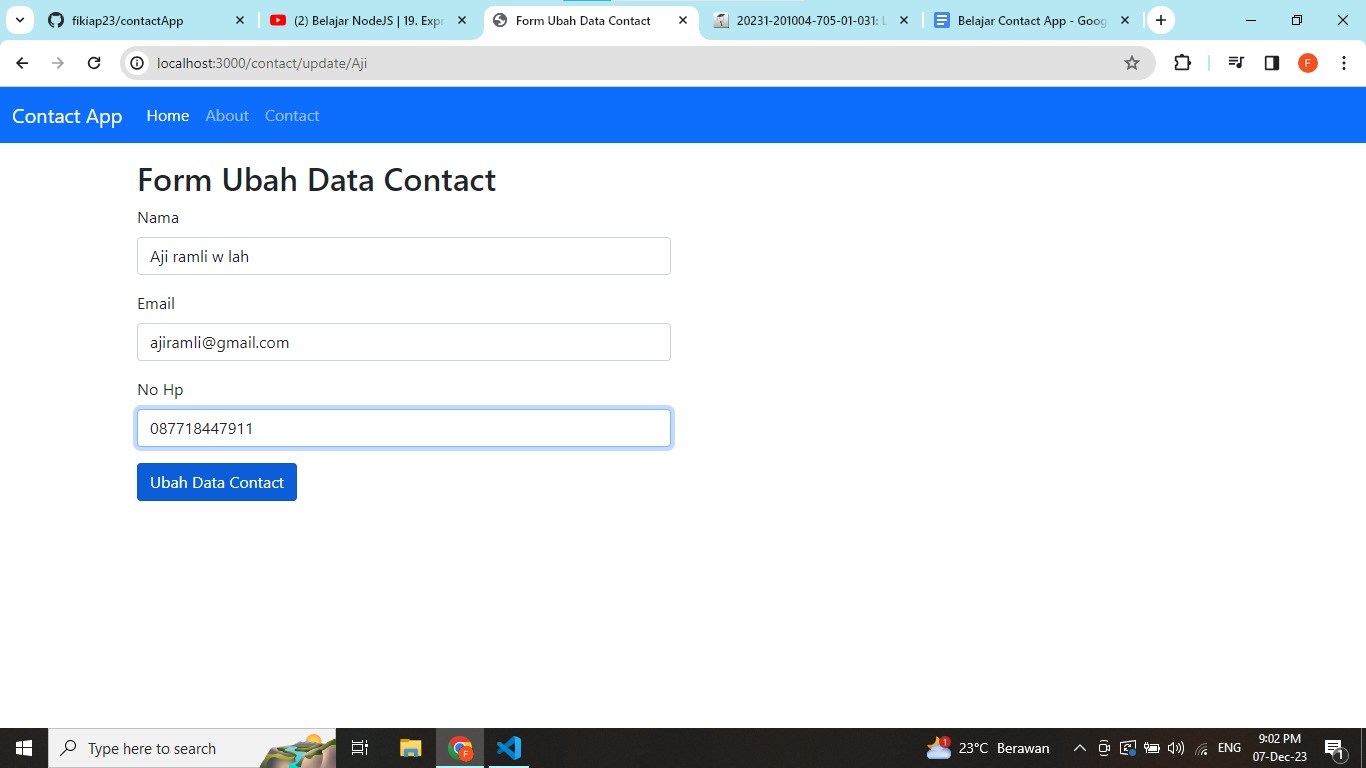 fikiap23/contactApp
(2) Belajar NodeJS | 19. Expr
Form Ubah Data Contact
20231-201004-705-01-031: L
Belajar Contact App - Goog
localhost:3000/contact/update/Aji
F
Contact App Home About Contact
Form Ubah Data Contact
Nama
Aji ramli w lah
Email
ajiramli@gmail.com
No Hp
087718447911
Ubah Data Contact
Type here to search
F
1
23°C Berawan
ENG
9:02 PM
07-Dec-23
1